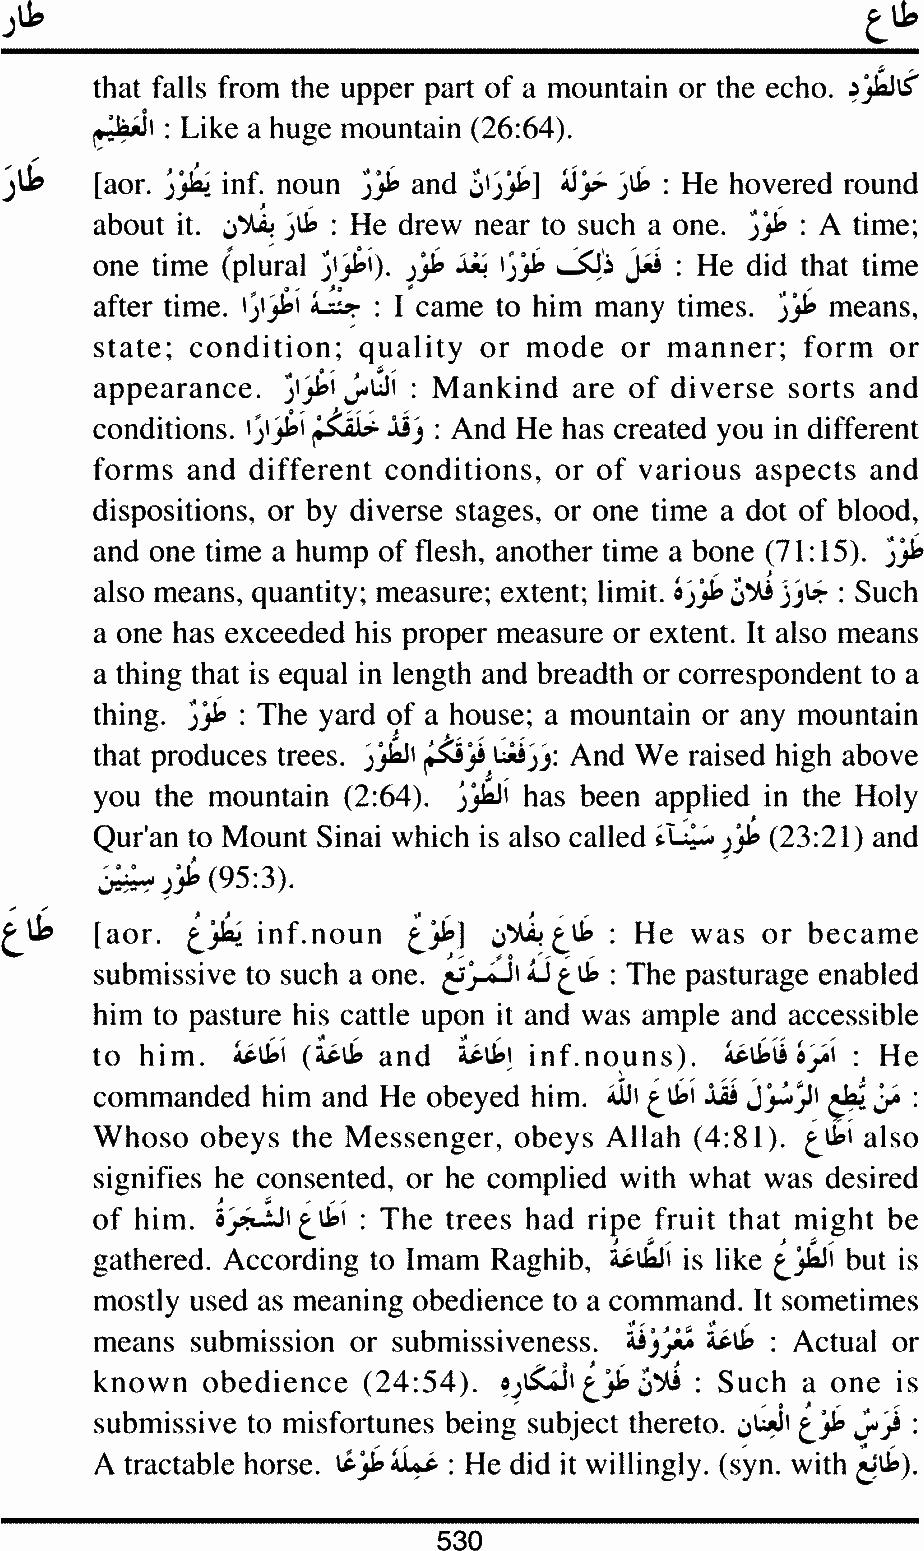 طار طاع
that falls from the upper part of a mountain or the echo. كَالطَّوْدِ
الْعَظِيْمِ : Like a huge mountain (26:64).
طَارَ [aor. يَطُوْرُ inf. noun طَوْرٌ and طَوْرَانٌ] طَارَ حَوْلَهُ : He hovered round
about it. طَارَ بِفُلَانٍ : He drew near to such a one. طَوْرٌ : A time;
one time (plural اَطْوَارٌ). فَعَلَ ذٰلِکَ طَوْرًا بَعْدَ طَوْرٍ : He did that time
after time. جِئْتُهُ اَطْوَارًا : I came to him many times. طَوْرٌ means,
state; condition; quality or mode or manner; form or
appearance. اَلنَّاسُ اَطْوَارٌ : Mankind are of diverse sorts and
conditions. وَقَدْ خَلَقَكُمْ اَطْوَارًا : And He has created you in different
forms and different conditions, or of various aspects and
dispositions, or by diverse stages, or one time a dot of blood,
and one time a hump of flesh, another time a bone (71:15). طَوْرٌ
also means, quantity; measure; extent; limit. جَاوَزَ فُلَانٌ طَوْرَهُ : Such
a one has exceeded his proper measure or extent. It also means
a thing that is equal in length and breadth or correspondent to a
thing. طَوْرٌ : The yard of a house; a mountain or any mountain
that produces trees. وَرَفَعْنَا فَوْقَكُمُ الطُّوْرَ: And We raised high above
you the mountain (2:64). اَلطُّوْرُ has been applied in the Holy
Qur'an to Mount Sinai which is also called طُوْرِ سَيْنَآءَ (23:21) and
طُوْرِ سِيْنِيْنَ (95:3).
طَاعَ [aor. يَطُوْعُ inf.noun طَوْعٌ] طَاعَ بِفُلَانٍ : He was or became
submissive to such a one. طَاعَ لَهُ الْمَرْتَعُ : The pasturage enabled
him to pasture his cattle upon it and was ample and accessible
to him. اَطَاعَهُ (طَاعَةٌ and اِطَاعَةٌ inf.nouns). اَمَرَهُ فَاَطَاعَهُ : He
commanded him and He obeyed him. مَنْ يُّطِعِ الرَّسُوْلَ فَقَدْ اَطَاعَ اللّٰهَ :
Whoso obeys the Messenger, obeys Allah (4:81). اَطَاعَ also
signifies he consented, or he complied with what was desired
of him. اَطَاعَ الشَّجَرَةُ : The trees had ripe fruit that might be
gathered. According to Imam Raghib, اَلطَّاعَةُ is like اَلطَّوْعُ but is
mostly used as meaning obedience to a command. It sometimes
means submission or submissiveness. طَاعَةٌ مَّعْرُوْفَةٌ : Actual or
known obedience (24:54). فُلَانٌ طَوْعُ الْمَكَارِهِ : Such a one is
submissive to misfortunes being subject thereto. فَرَسٌ طَوْعُ الْعِنَانِ :
A tractable horse. عَمِلَهُ طَوْعًا : He did it willingly. (syn. with طَائِعٌ).
530